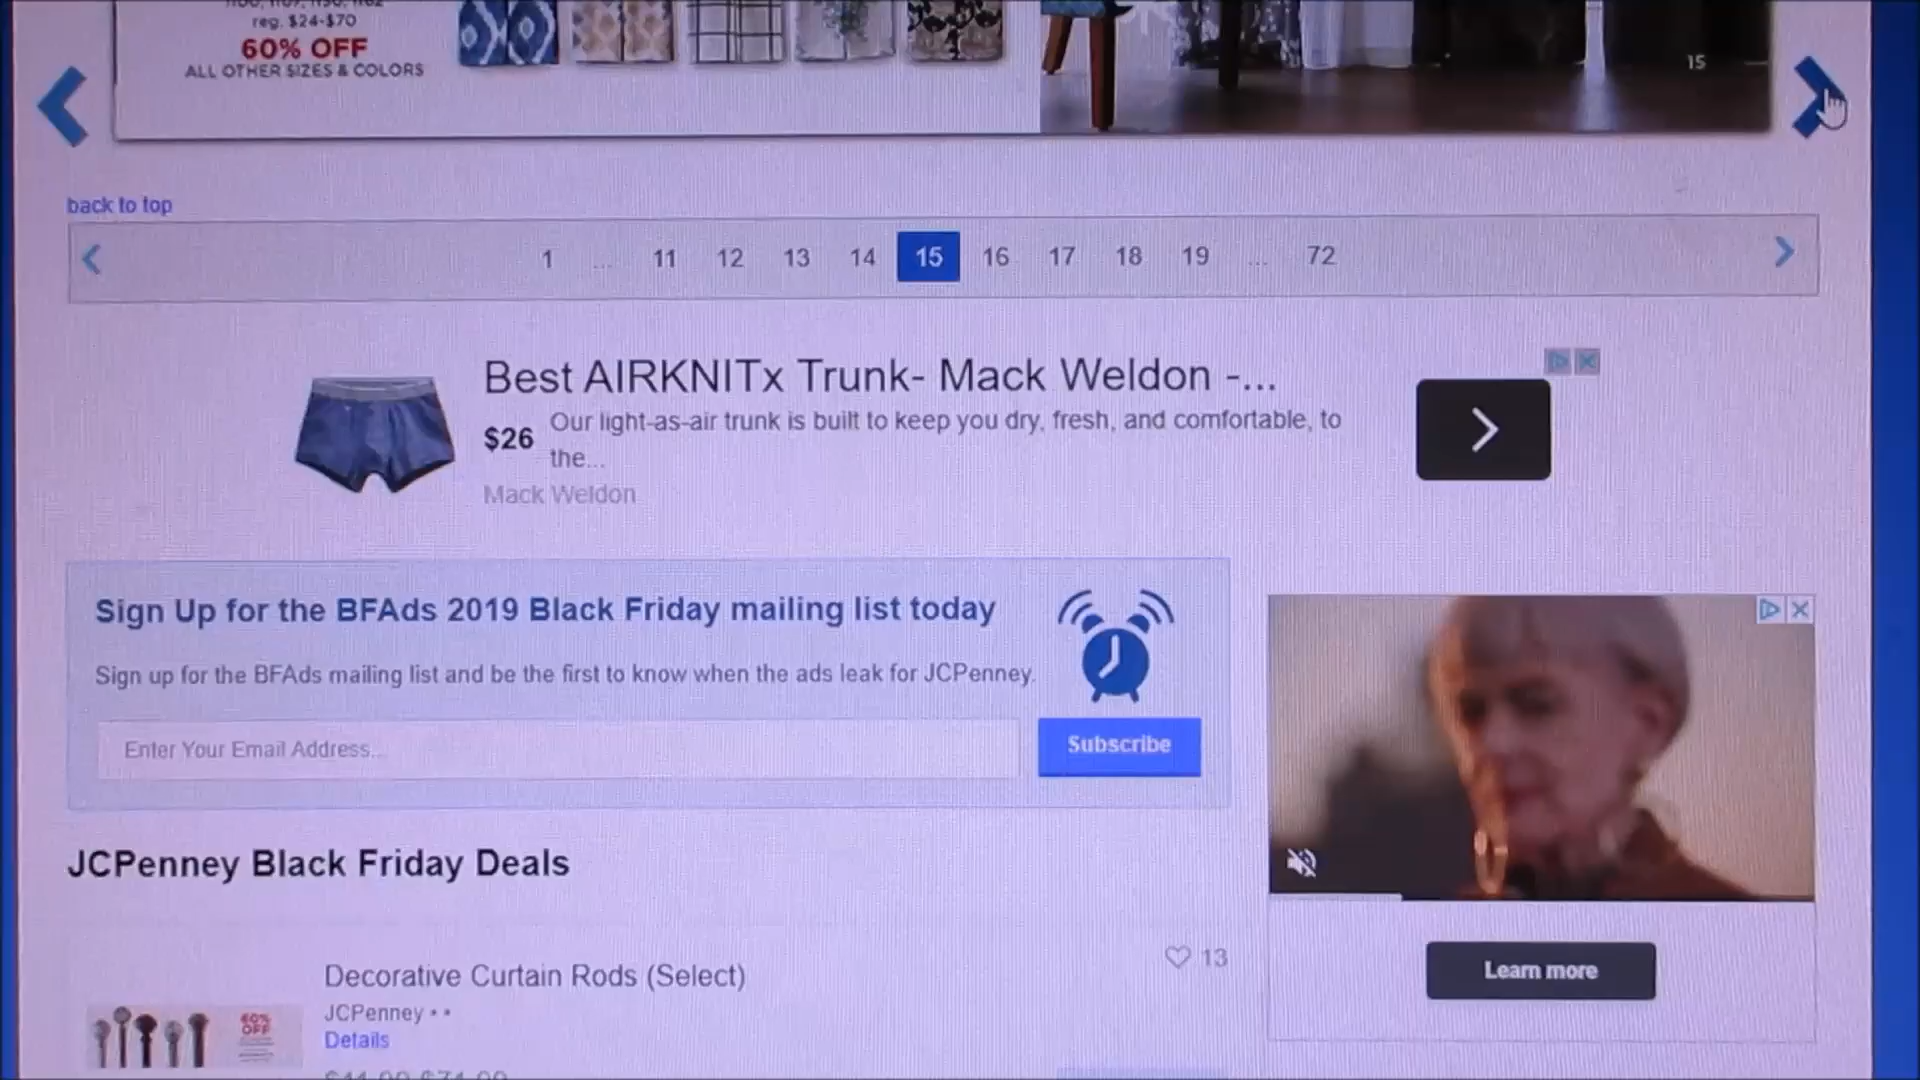 reg. $24-$70
60% OFF
ALL OTHER SIZES & COLORS
15
back to top
1 ... 11 12 13 14 15 16 17 18 19 ... 72
Best AIRKNITx Trunk- Mack Weldon -...
$26 Our light-as-air trunk is built to keep you dry, fresh, and comfortable, to
the...
Mack Weldon
Sign Up for the BFAds 2019 Black Friday mailing list today
Sign up for the BFAds mailing list and be the first to know when the ads leak for JCPenney.
Enter Your Email Address...
Subscribe
Learn more
JCPenney Black Friday Deals
Decorative Curtain Rods (Select)
13
JCPenney
Details
60%
OFF